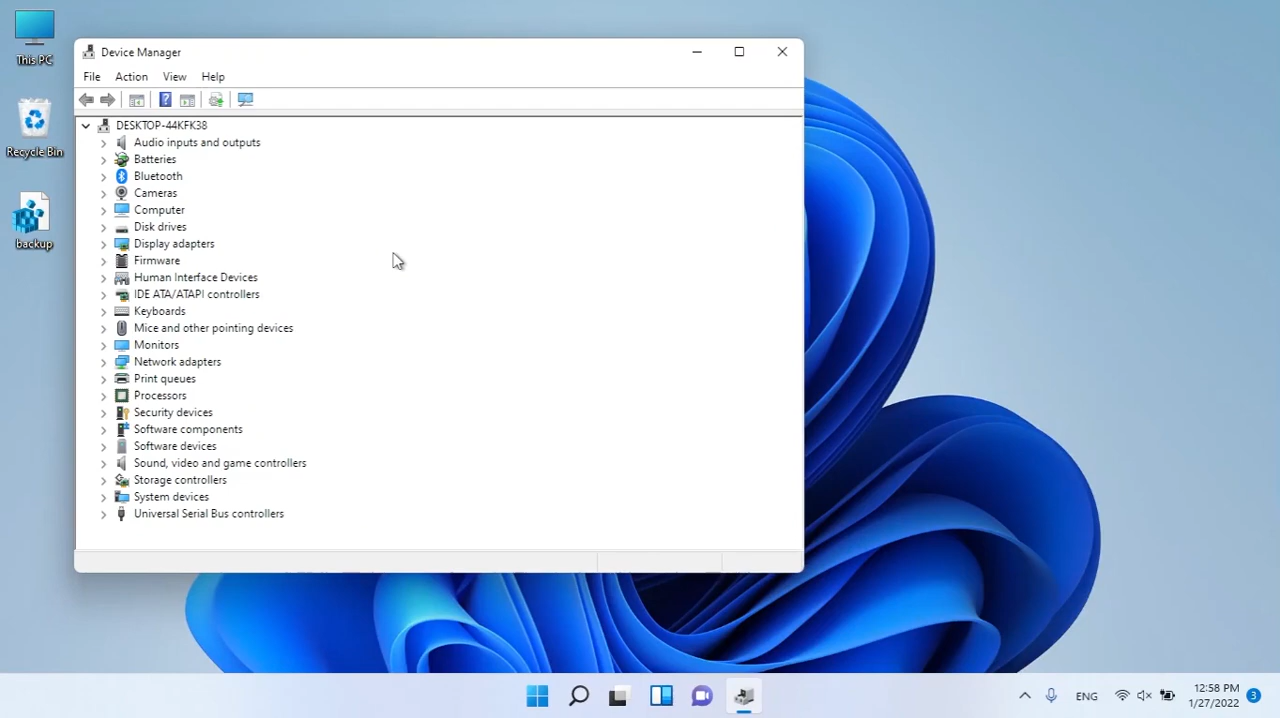 This PC
Recycle Bin
backup
Device Manager
File Action View Help
DESKTOP-44KFK38
Audio inputs and outputs
Batteries
Bluetooth
Cameras
Computer
Disk drives
Display adapters
Firmware
Human Interface Devices
IDE ATA/ATAPI controllers
Keyboards
Mice and other pointing devices
Monitors
Network adapters
Print queues
Processors
Security devices
Software components
Software devices
Sound, video and game controllers
Storage controllers
System devices
Universal Serial Bus controllers
ENG
12:58 PM
1/27/2022
3